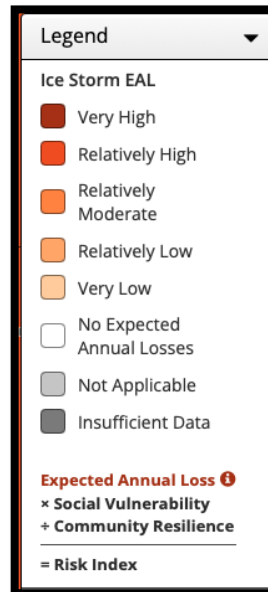 Legend
Ice Storm EAL
Very High
Relatively High
Relatively
Moderate
Relatively Low
Very Low
No Expected
Annual Losses
Not Applicable
Insufficient Data
Expected Annual Loss
× Social Vulnerability
÷ Community Resilience
= Risk Index